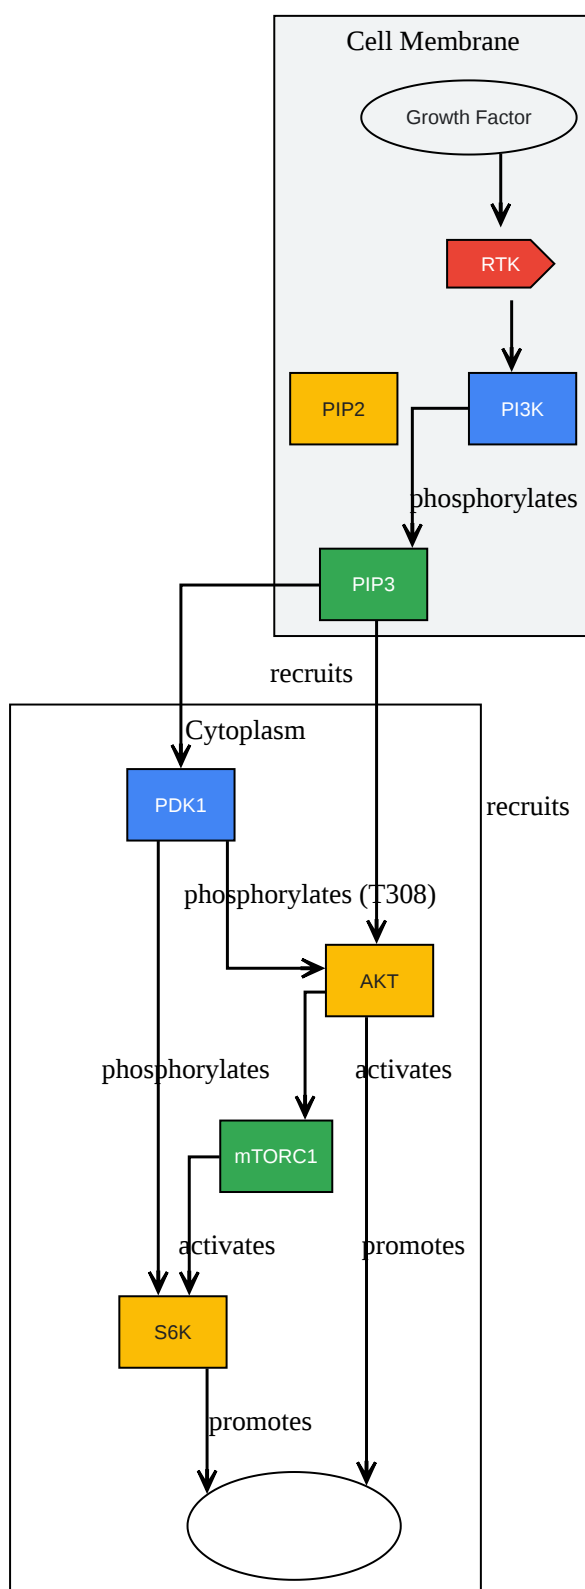 Cell Membrane
Growth Factor
RTK
PIP2
PI3K
phosphorylates
PIP3
recruits
Cytoplasm
PDK1
recruits
phosphorylates (T308)
AKT
phosphorylates
activates
mTORC1
activates
promotes
S6K
promotes